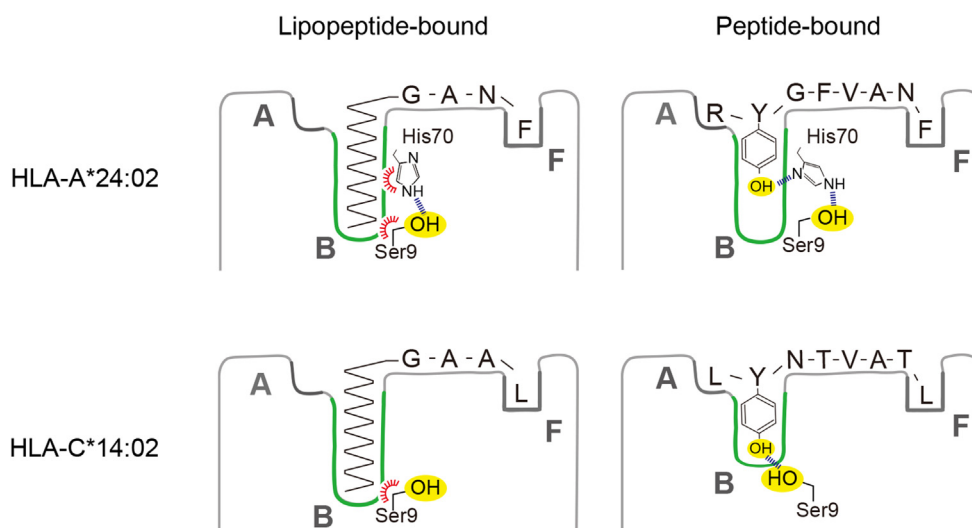 Lipopeptide-bound
Peptide-bound
HLA-A*24:02
A
G - A - N
F
F
His70
N
NH
OH
B
Ser9
A
R - Y G - F - V - A - N
F
F
His70
OH
N
NH
OH
B
Ser9
HLA-C*14:02
A
G - A - A
L
F
OH
B
Ser9
A
L - Y - N - T - V - A - T
L
F
OH
B
HO
Ser9